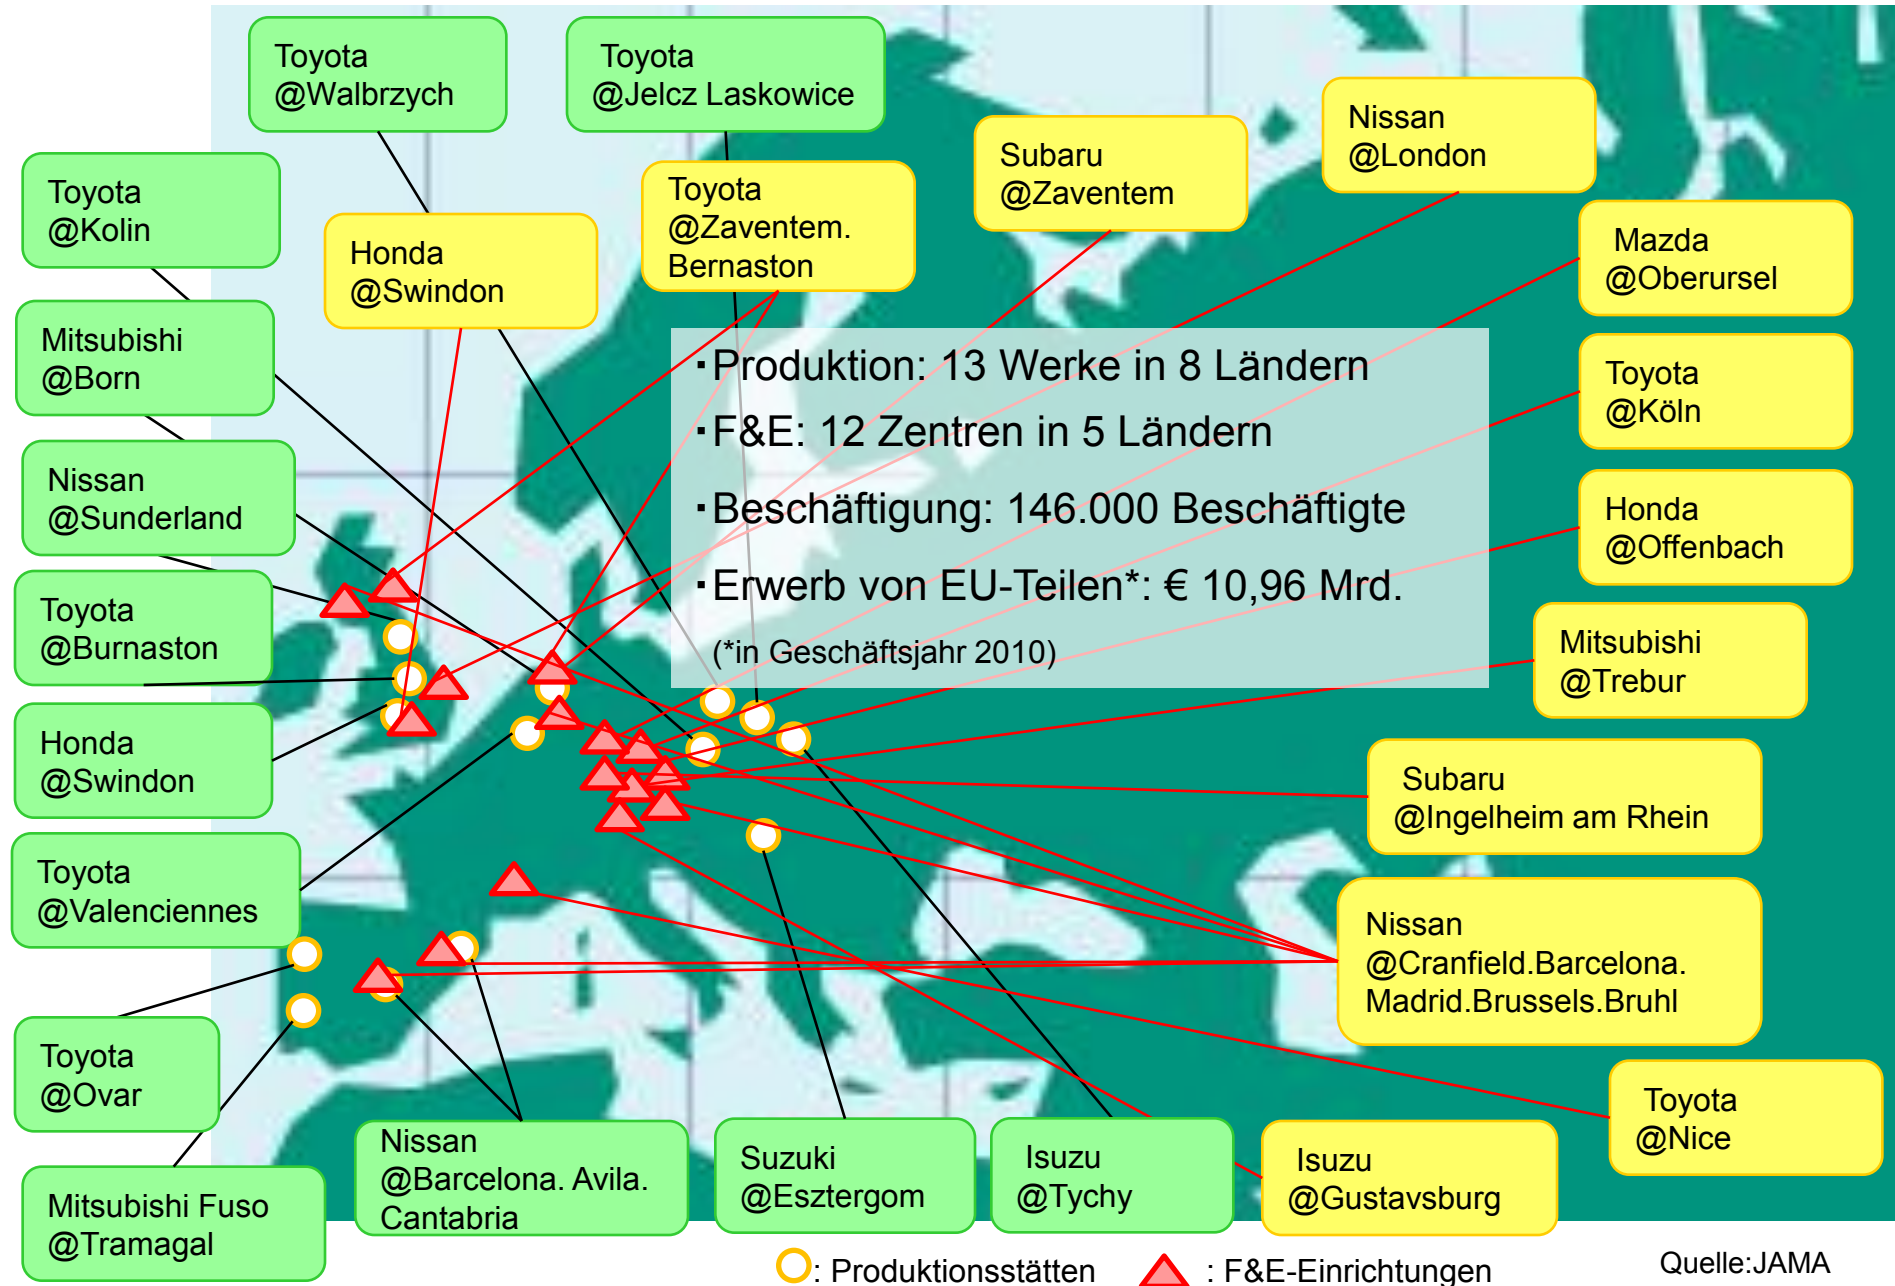 Toyota
@Walbrzych
Toyota
@Jelcz Laskowice
Nissan
@London
Subaru
@Zaventem
Toyota
@Kolin
Toyota
@Zaventem.
Bernaston
Honda
@Swindon
Mazda
@Oberursel
Mitsubishi
@Born
Toyota
@Köln
・Produktion: 13 Werke in 8 Ländern
・F&E: 12 Zentren in 5 Ländern
・Beschäftigung: 146.000 Beschäftigte
・Erwerb von EU-Teilen*: € 10,96 Mrd.
(*in Geschäftsjahr 2010)
Nissan
@Sunderland
Honda
@Offenbach
Toyota
@Burnaston
Mitsubishi
@Trebur
Honda
@Swindon
Subaru
@Ingelheim am Rhein
Toyota
@Valenciennes
Nissan
@Cranfield.Barcelona.
Madrid.Brussels.Bruhl
Toyota
@Ovar
Toyota
@Nice
Mitsubishi Fuso
@Tramagal
Nissan
@Barcelona. Avila.
Cantabria
Suzuki
@Esztergom
Isuzu
@Tychy
Isuzu
@Gustavsburg
: Produktionsstätten
: F&E-Einrichtungen
Quelle:JAMA